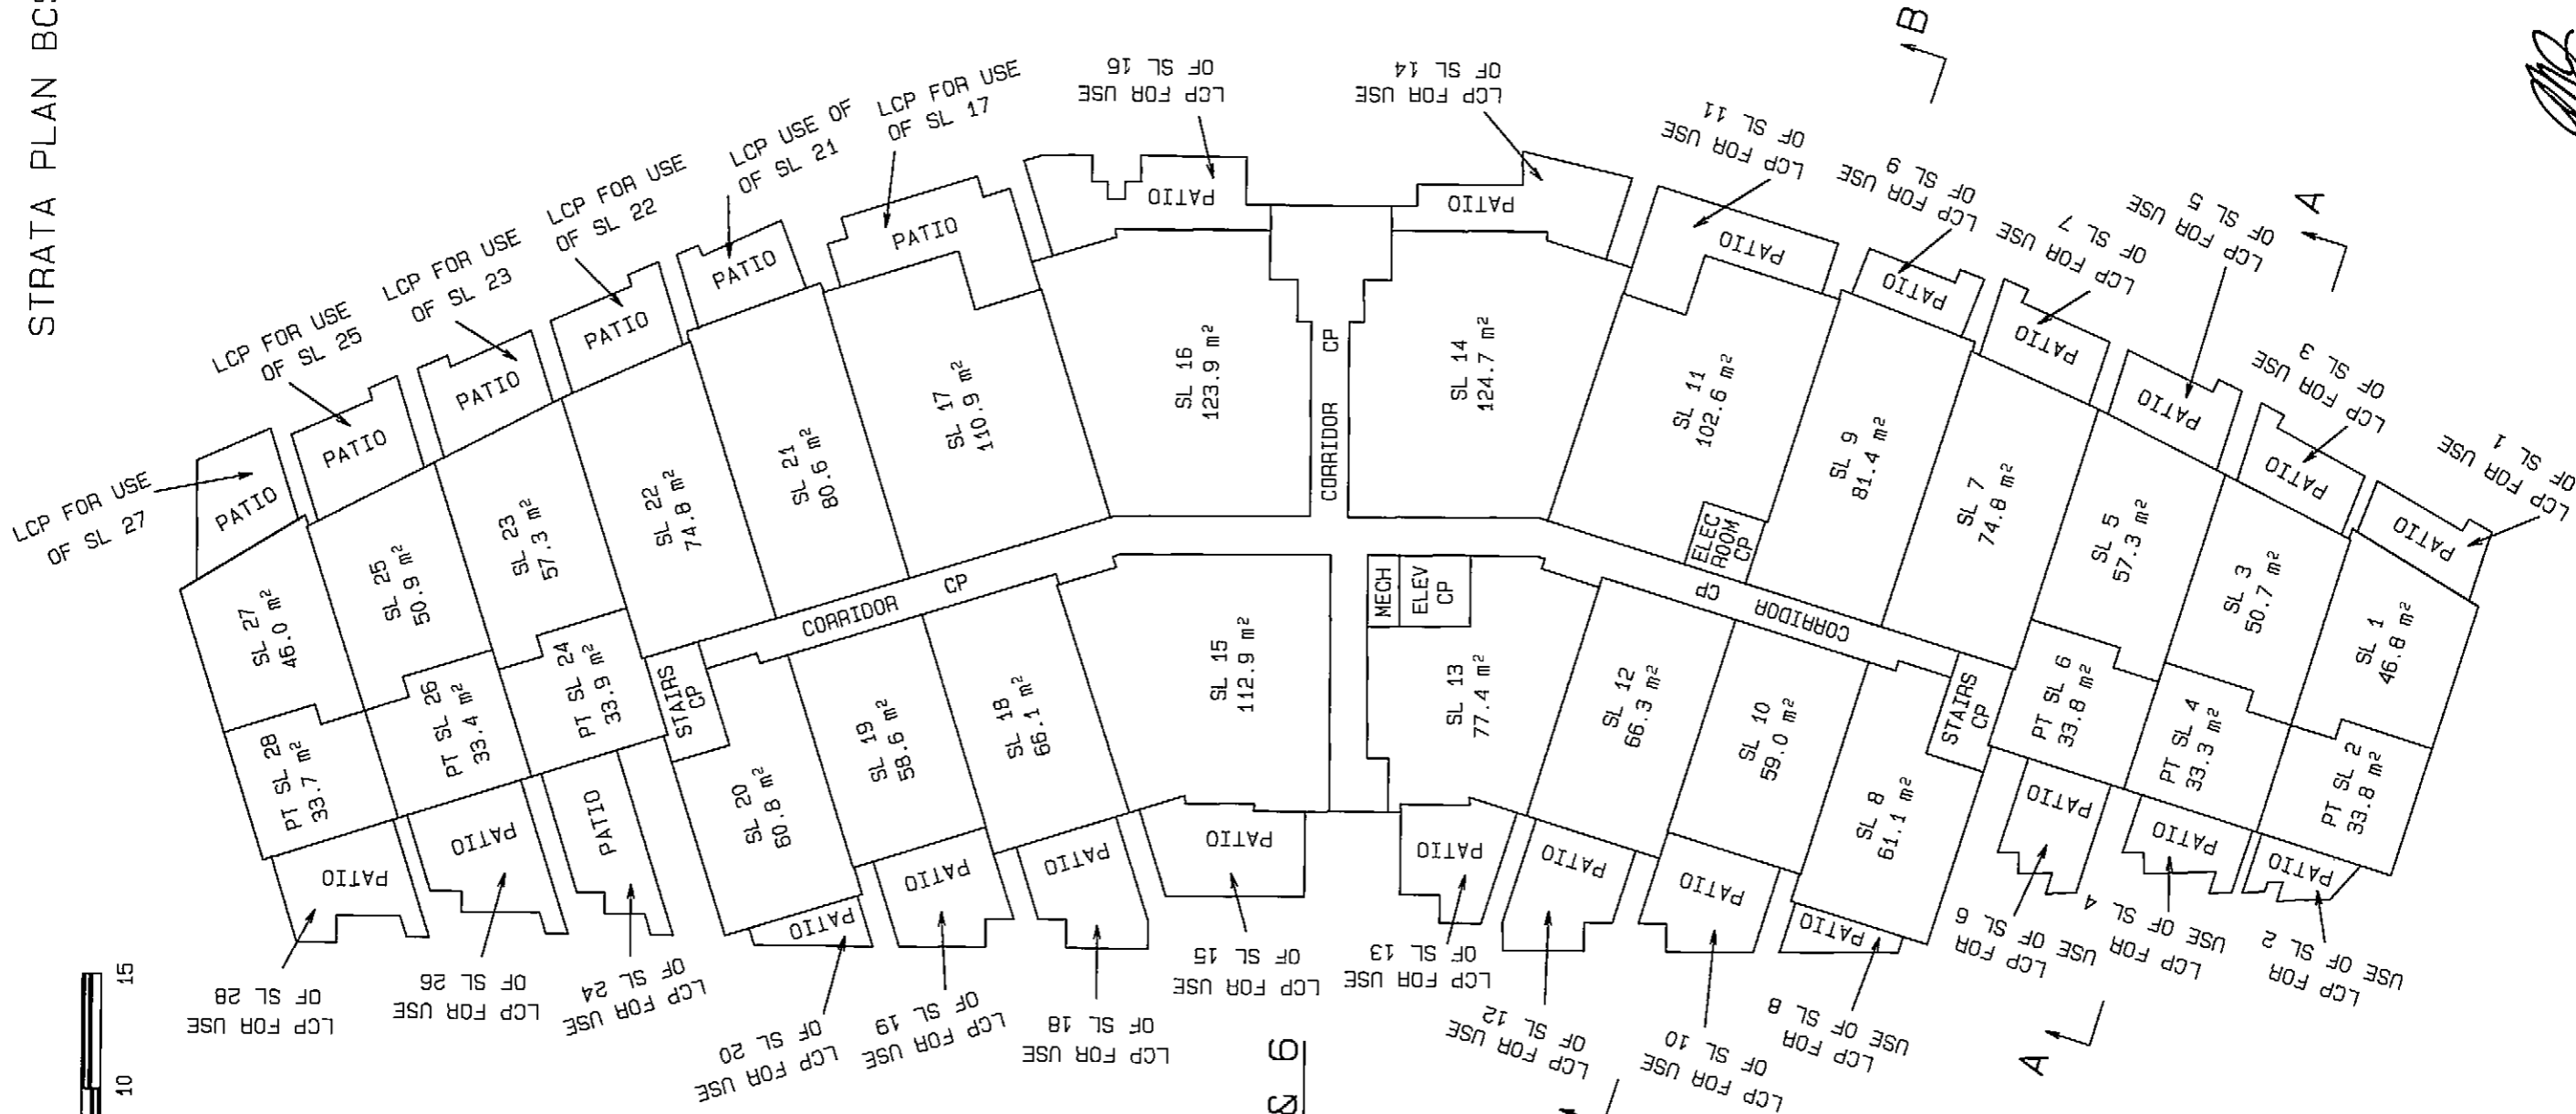 STRATA PLAN BCS
B
LCP FOR USE
OF SL 16
LCP FOR USE
OF SL 14
LCP FOR USE
OF SL 17
LCP USE OF
OF SL 21
LCP FOR USE
OF SL 22
LCP FOR USE
OF SL 23
LCP FOR USE
OF SL 25
LCP FOR USE
OF SL 27
LCP FOR USE
OF SL 11
LCP FOR USE
OF SL 9
LCP FOR USE
OF SL 7
LCP FOR USE
OF SL 5
LCP FOR USE
OF SL 3
LCP FOR USE
OF SL 1
A
PATIO
PATIO
PATIO
PATIO
PATIO
PATIO
PATIO
PATIO
PATIO
PATIO
PATIO
PATIO
PATIO
PATIO
SL 27
46.0 m²
SL 25
50.9 m²
SL 23
57.3 m²
SL 22
74.8 m²
SL 21
80.6 m²
SL 17
110.9 m²
SL 16
123.9 m²
CORRIDOR CP
SL 14
124.7 m²
SL 11
102.6 m²
ELEC
ROOM
CP
SL 9
81.4 m²
SL 7
74.8 m²
SL 5
57.3 m²
SL 3
50.7 m²
SL 1
46.8 m²
CORRIDOR CP
CORRIDOR CP
PT SL 28
33.7 m²
PT SL 26
33.4 m²
PT SL 24
33.9 m²
STAIRS
CP
SL 20
60.8 m²
SL 19
58.6 m²
SL 18
66.1 m²
SL 15
112.9 m²
MECH
ELEV
CP
SL 13
77.4 m²
SL 12
66.3 m²
SL 10
59.0 m²
SL 8
61.1 m²
STAIRS
CP
PT SL 6
33.8 m²
PT SL 4
33.3 m²
PT SL 2
33.8 m²
PATIO
PATIO
PATIO
PATIO
PATIO
PATIO
PATIO
PATIO
PATIO
PATIO
PATIO
PATIO
PATIO
PATIO
LCP FOR USE
OF SL 28
LCP FOR USE
OF SL 26
LCP FOR USE
OF SL 24
LCP FOR USE
OF SL 20
LCP FOR USE
OF SL 19
LCP FOR USE
OF SL 18
LCP FOR USE
OF SL 15
LCP FOR USE
OF SL 13
LCP FOR USE
OF SL 12
LCP FOR USE
OF SL 10
LCP FOR
USE OF SL 8
LCP FOR
USE OF SL 6
LCP FOR
USE OF SL 4
LCP FOR
USE OF SL 2
A
10 15